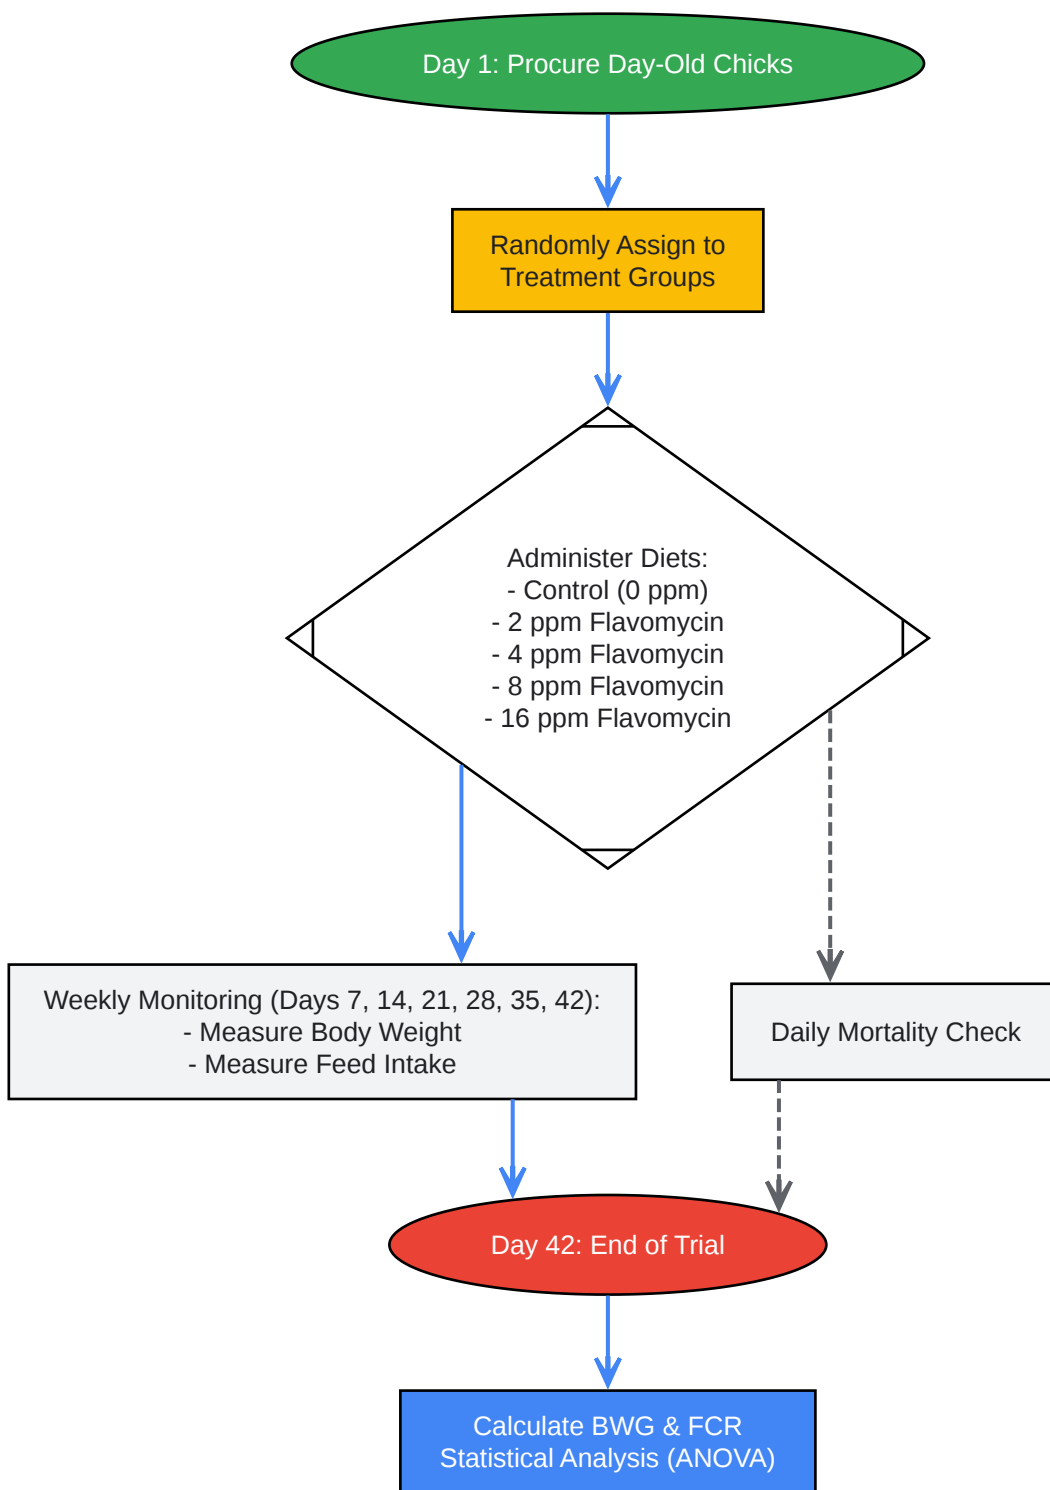 Day 1: Procure Day-Old Chicks
Randomly Assign to
Treatment Groups
Administer Diets:
- Control (0 ppm)
- 2 ppm Flavomycin
- 4 ppm Flavomycin
- 8 ppm Flavomycin
- 16 ppm Flavomycin
Weekly Monitoring (Days 7, 14, 21, 28, 35, 42):
- Measure Body Weight
- Measure Feed Intake
Daily Mortality Check
Day 42: End of Trial
Calculate BWG & FCR
Statistical Analysis (ANOVA)